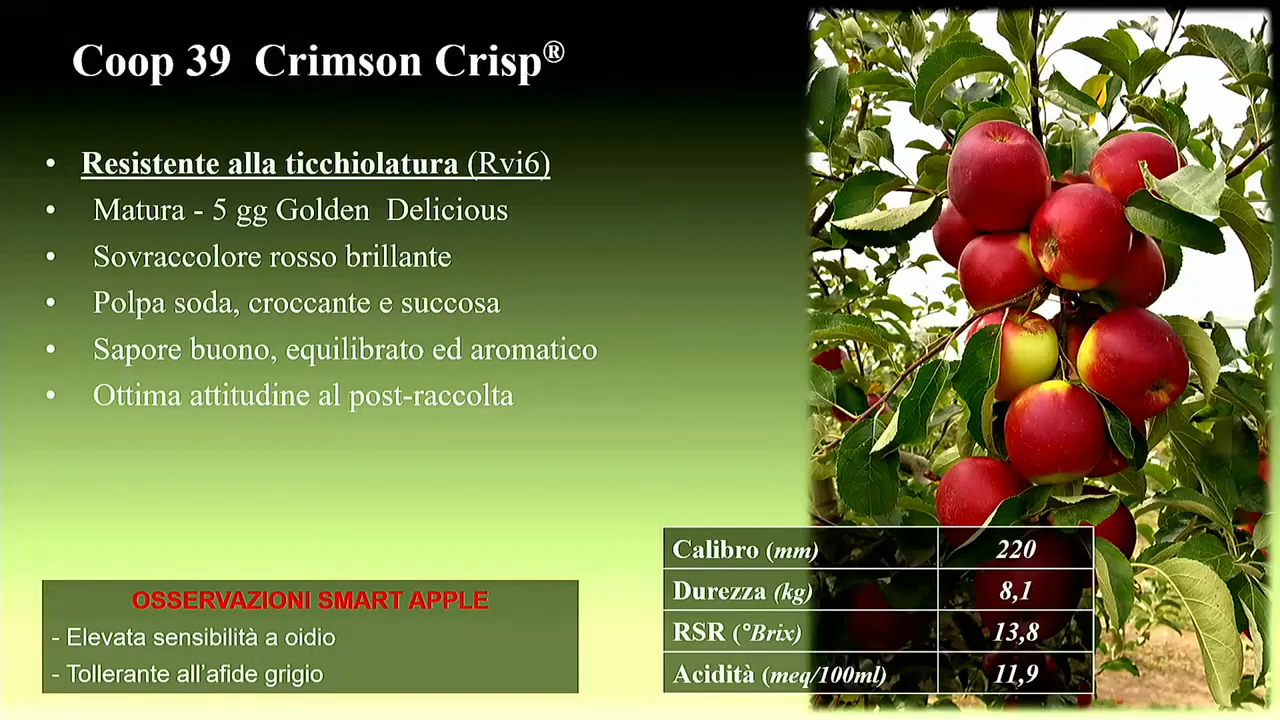 Coop 39 Crimson Crisp®
• Resistente alla ticchiolatura (Rvi6)
• Matura - 5 gg Golden Delicious
• Sovraccolore rosso brillante
• Polpa soda, croccante e succosa
• Sapore buono, equilibrato ed aromatico
• Ottima attitudine al post-raccolta
OSSERVAZIONI SMART APPLE
- Elevata sensibilità a oidio
- Tollerante all'afide grigio
Calibro (mm) 220
Durezza (kg) 8,1
RSR (°Brix) 13,8
Acidità (meq/100ml) 11,9